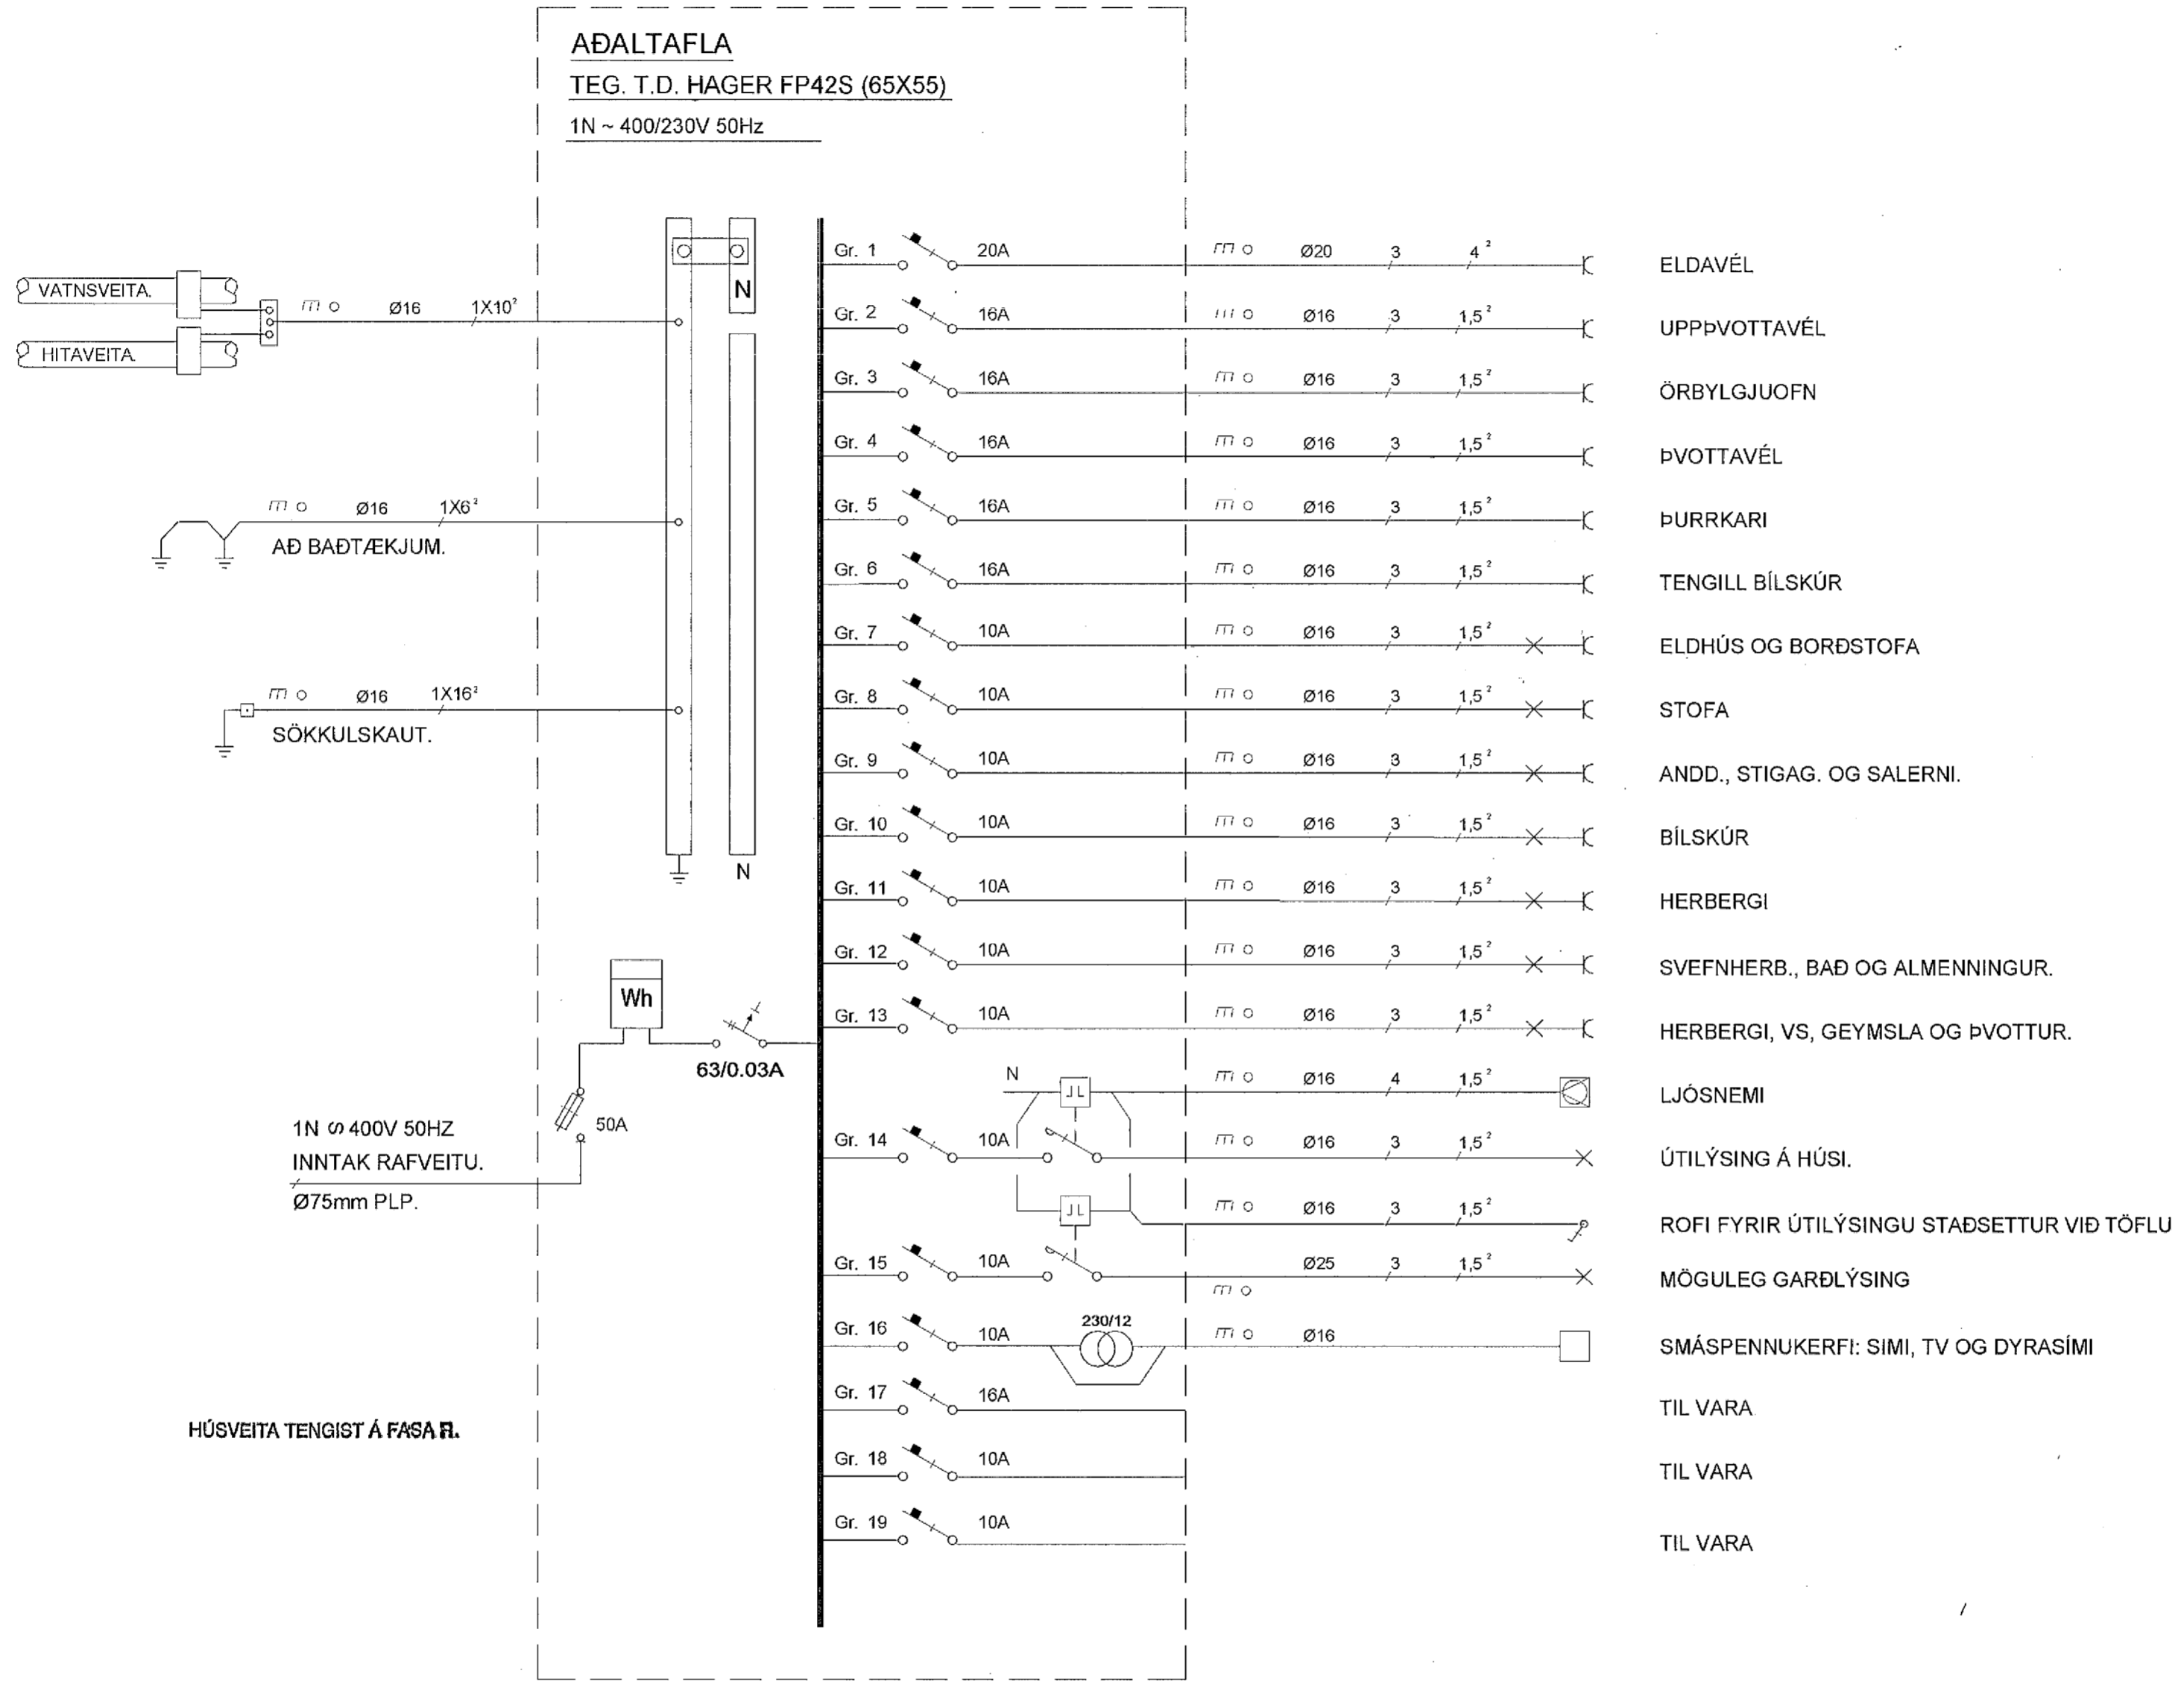 AÐALTAFLA
TEG. T.D. HAGER FP42S (65X55)
1N ~ 400/230V 50Hz
VATNSVEITA.
HITAVEITA.
Ø16 1X10²
Ø16 1X6²
AÐ BAÐTÆKJUM.
Ø16 1X16²
SÖKKULSKAUT.
N
N
Wh
63/0.03A
50A
1N ~ 400V 50HZ
INNTAK RAFVEITU.
Ø75mm PLP.
HÚSVEITA TENGIST Á FASA R.
Gr. 1 20A Ø20 3 4² ELDAVÉL
Gr. 2 16A Ø16 3 1,5² UPPÞVOTTAVÉL
Gr. 3 16A Ø16 3 1,5² ÖRBYLGJUOFN
Gr. 4 16A Ø16 3 1,5² ÞVOTTAVÉL
Gr. 5 16A Ø16 3 1,5² ÞURRKARI
Gr. 6 16A Ø16 3 1,5² TENGILL BÍLSKÚR
Gr. 7 10A Ø16 3 1,5² ELDHÚS OG BORÐSTOFA
Gr. 8 10A Ø16 3 1,5² STOFA
Gr. 9 10A Ø16 3 1,5² ANDD., STIGAG. OG SALERNI.
Gr. 10 10A Ø16 3 1,5² BÍLSKÚR
Gr. 11 10A Ø16 3 1,5² HERBERGI
Gr. 12 10A Ø16 3 1,5² SVEFNHERB., BAÐ OG ALMENNINGUR.
Gr. 13 10A Ø16 3 1,5² HERBERGI, VS, GEYMSLA OG ÞVOTTUR.
N Ø16 4 1,5² LJÓSNEMI
Gr. 14 10A Ø16 3 1,5² ÚTILÝSING Á HÚSI.
Ø16 3 1,5² ROFI FYRIR ÚTILÝSINGU STAÐSETTUR VIÐ TÖFLU
Gr. 15 10A Ø25 3 1,5² MÖGULEG GARÐLÝSING
Gr. 16 10A 230/12 Ø16 SMÁSPENNUKERFI: SIMI, TV OG DYRASÍMI
Gr. 17 16A TIL VARA
Gr. 18 10A TIL VARA
Gr. 19 10A TIL VARA